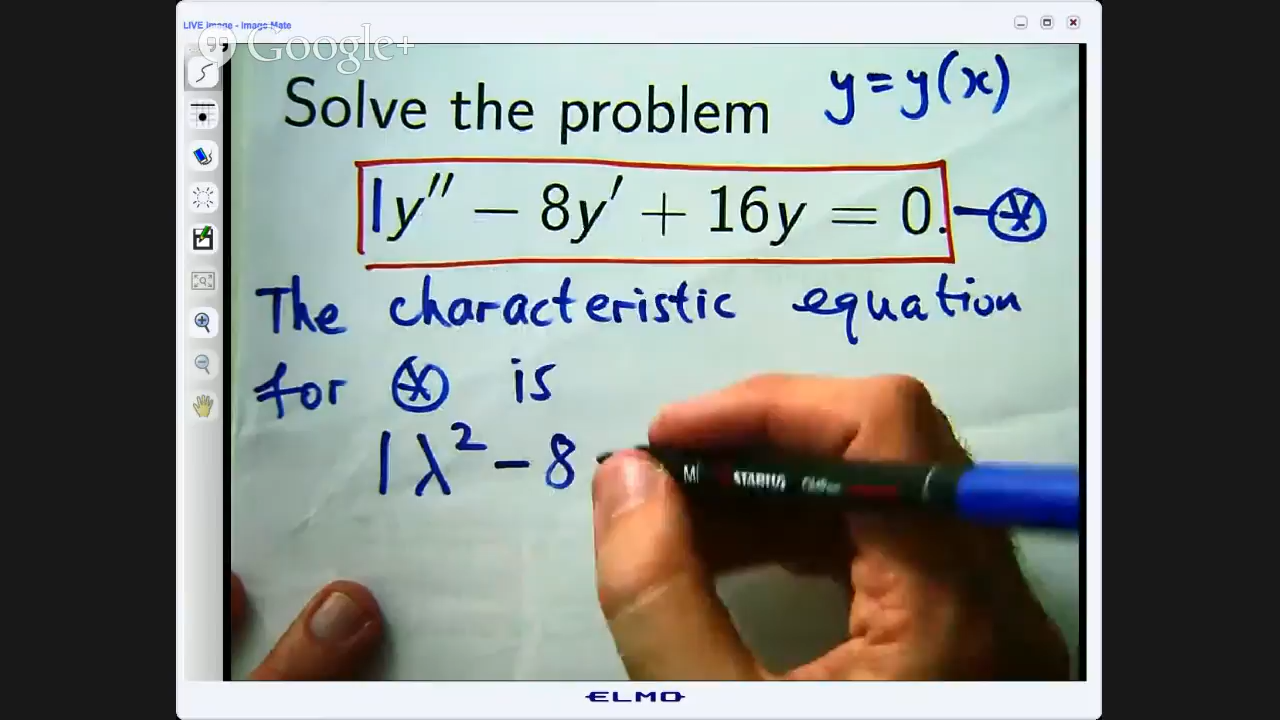 LIVE image - Image Mate
Google+
Solve the problem y = y(x)
1y″ − 8y′ + 16y = 0. — ⊛
The characteristic equation
for ⊛ is
1λ² − 8
STABILO
ELMO